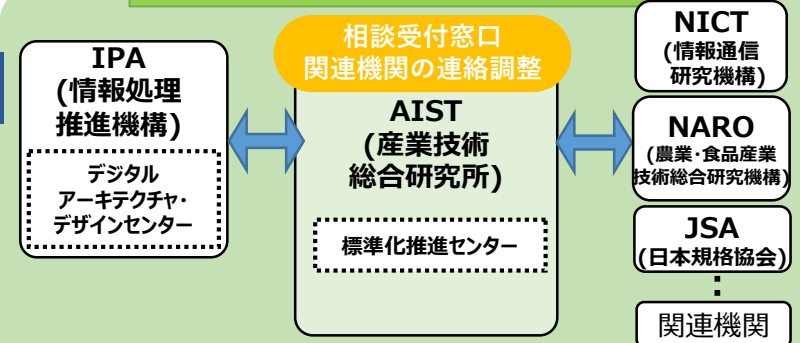 IPA
(情報処理
推進機構)
デジタル
アーキテクチャ・
デザインセンター
相談受付窓口
関連機関の連絡調整
AIST
(産業技術
総合研究所)
標準化推進センター
NICT
(情報通信
研究機構)
NARO
(農業・食品産業
技術総合研究機構)
JSA
(日本規格協会)
：
関連機関